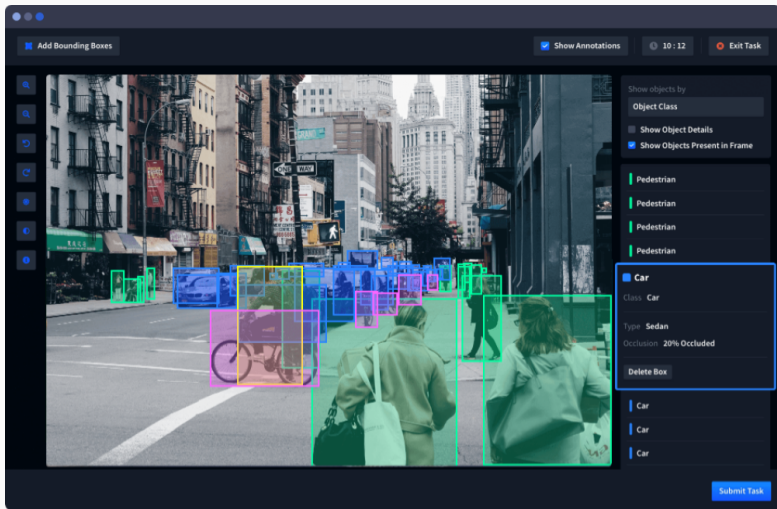 Add Bounding Boxes
Show Annotations
10 : 12
Exit Task
Show objects by
Object Class
Show Object Details
Show Objects Present in Frame
Pedestrian
Pedestrian
Pedestrian
Pedestrian
Car
Class Car
Type Sedan
Occlusion 20% Occluded
Delete Box
Car
Car
Car
ONE WAY
Submit Task